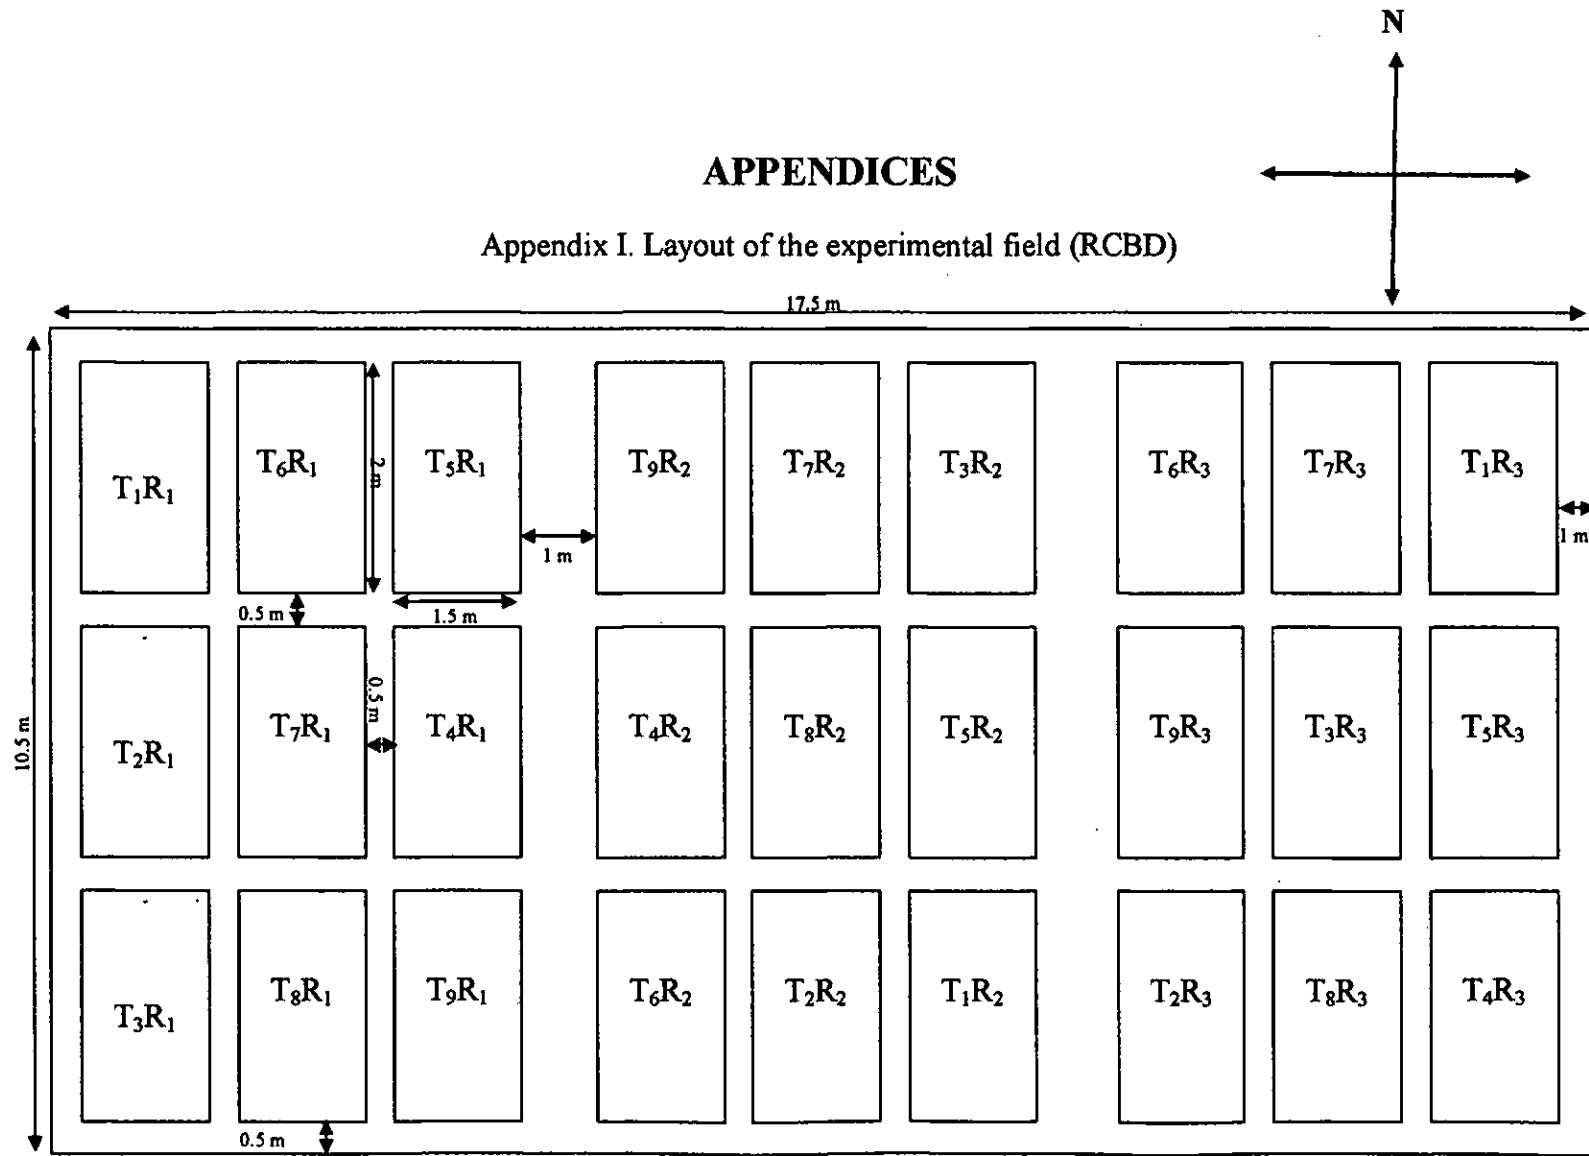 N
APPENDICES
Appendix I. Layout of the experimental field (RCBD)
17.5 m
T₁R₁ T₆R₁ 2 m T₅R₁ T₉R₂ T₇R₂ T₃R₂ T₆R₃ T₇R₃ T₁R₃
1 m 1 m
0.5 m 1.5 m
10.5 m T₂R₁ T₇R₁ 0.5 m T₄R₁ T₄R₂ T₈R₂ T₅R₂ T₉R₃ T₃R₃ T₅R₃
T₃R₁ T₈R₁ T₉R₁ T₆R₂ T₂R₂ T₁R₂ T₂R₃ T₈R₃ T₄R₃
0.5 m